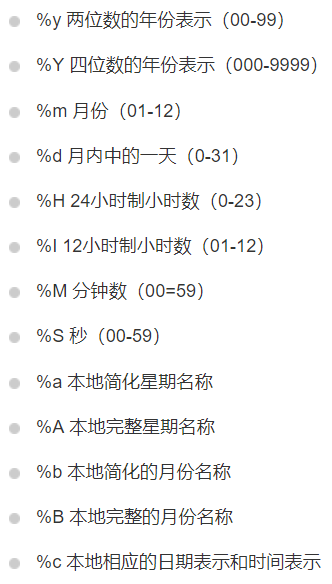 %y 两位数的年份表示（00-99）
%Y 四位数的年份表示（000-9999）
%m 月份（01-12）
%d 月内中的一天（0-31）
%H 24小时制小时数（0-23）
%I 12小时制小时数（01-12）
%M 分钟数（00=59）
%S 秒（00-59）
%a 本地简化星期名称
%A 本地完整星期名称
%b 本地简化的月份名称
%B 本地完整的月份名称
%c 本地相应的日期表示和时间表示